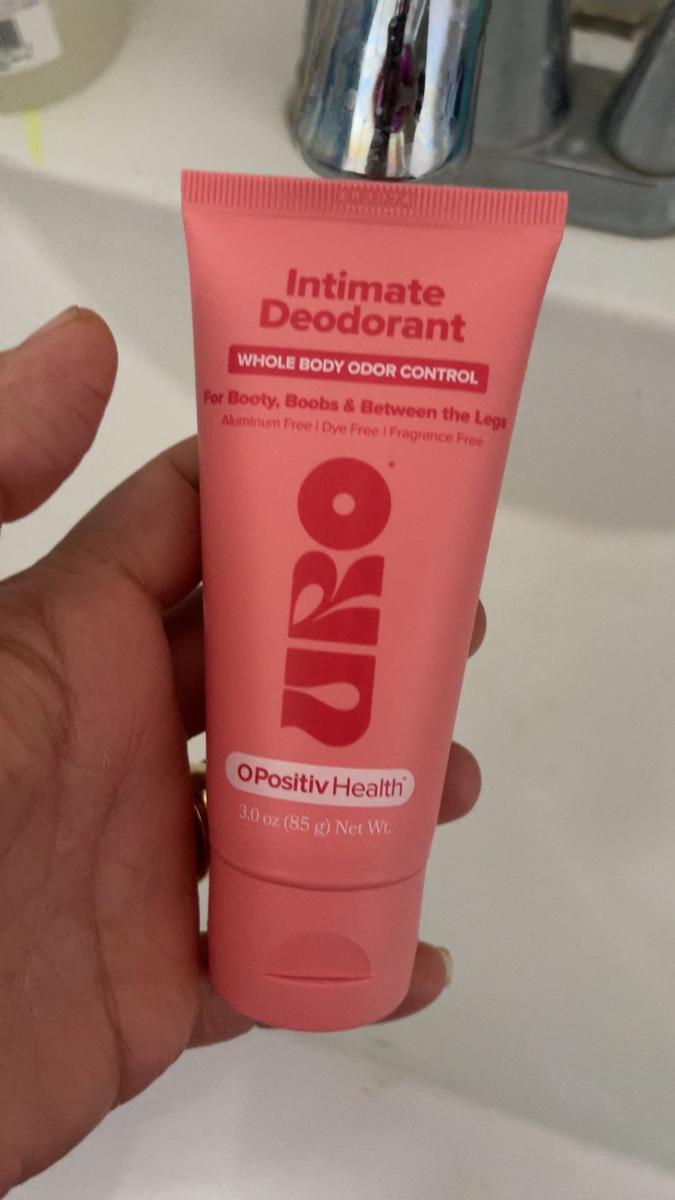 Intimate
Deodorant
WHOLE BODY ODOR CONTROL
For Booty, Boobs & Between the Legs
Aluminum Free | Dye Free | Fragrance Free
URO®
OPositiv Health™
3.0 oz (85 g) Net Wt.